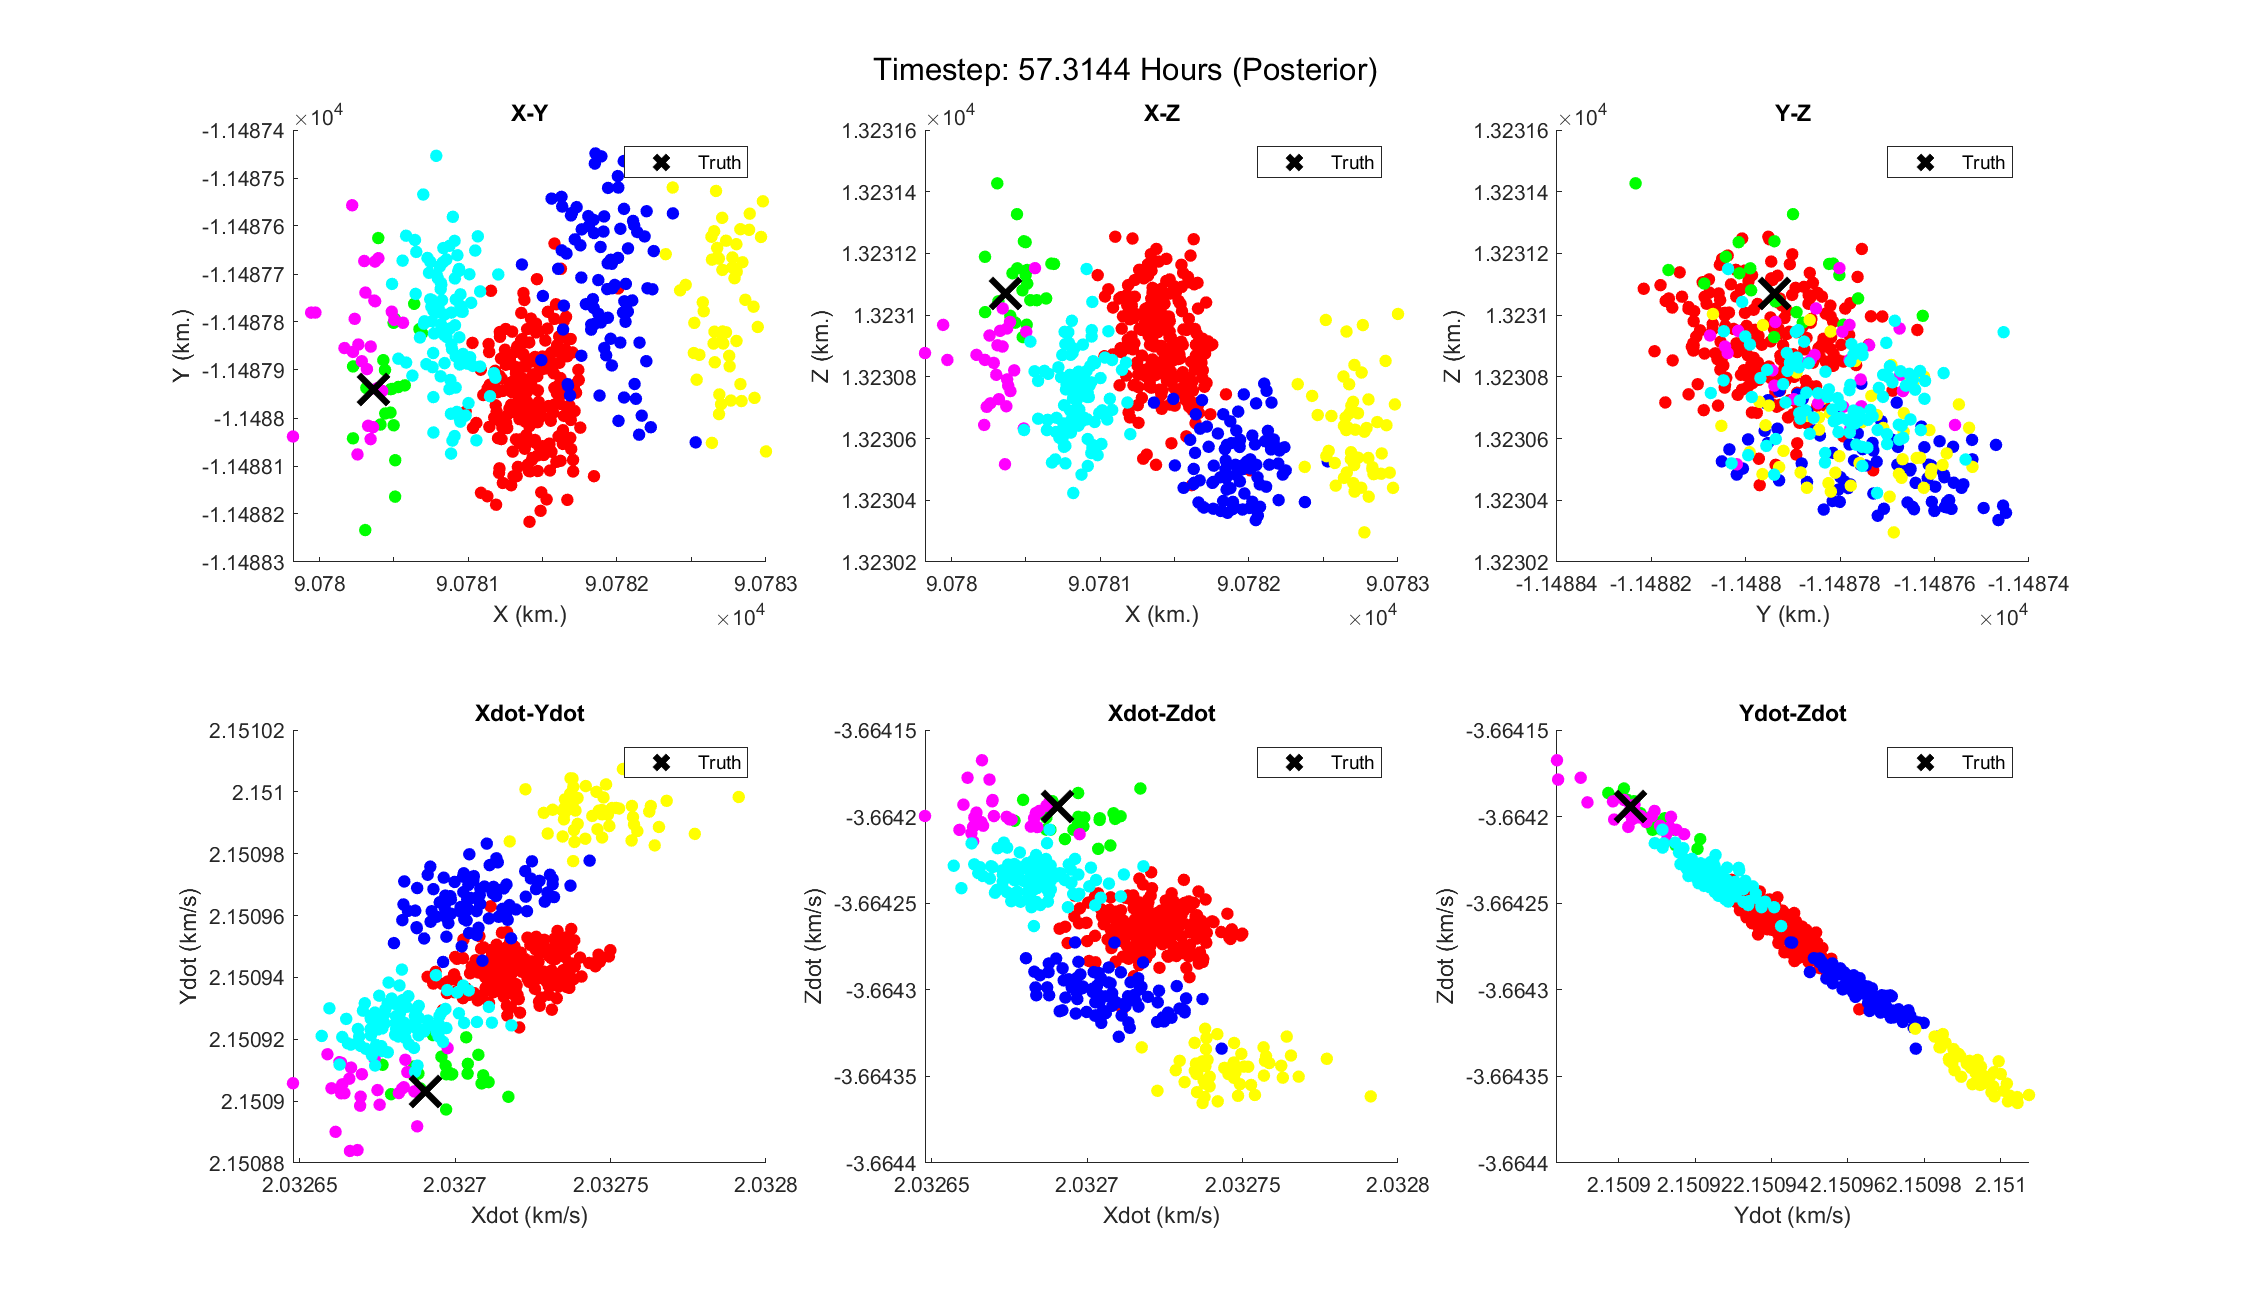 Timestep: 57.3144 Hours (Posterior)
X-Y
×10^4
-1.14874
-1.14875
-1.14876
-1.14877
-1.14878
-1.14879
-1.1488
-1.14881
-1.14882
-1.14883
Y (km.)
Truth
9.078 9.0781 9.0782 9.0783
X (km.)
×10^4
X-Z
×10^4
1.32316
1.32314
1.32312
1.3231
1.32308
1.32306
1.32304
1.32302
Z (km.)
Truth
9.078 9.0781 9.0782 9.0783
X (km.)
×10^4
Y-Z
×10^4
1.32316
1.32314
1.32312
1.3231
1.32308
1.32306
1.32304
1.32302
Z (km.)
Truth
-1.14884 -1.14882 -1.1488 -1.14878 -1.14876 -1.14874
Y (km.)
×10^4
Xdot-Ydot
2.15102
2.151
2.15098
2.15096
2.15094
2.15092
2.1509
2.15088
Ydot (km/s)
Truth
2.03265 2.0327 2.03275 2.0328
Xdot (km/s)
Xdot-Zdot
-3.66415
-3.6642
-3.66425
-3.6643
-3.66435
-3.6644
Zdot (km/s)
Truth
2.03265 2.0327 2.03275 2.0328
Xdot (km/s)
Ydot-Zdot
-3.66415
-3.6642
-3.66425
-3.6643
-3.66435
-3.6644
Zdot (km/s)
Truth
2.1509 2.15092 2.15094 2.15096 2.15098 2.151
Ydot (km/s)